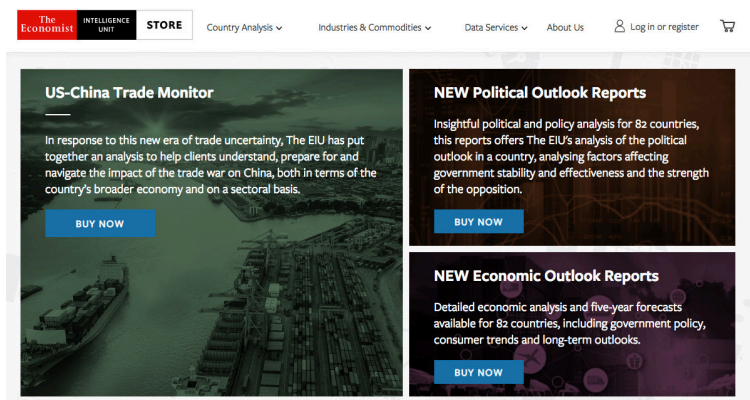 The
Economist
INTELLIGENCE
UNIT
STORE
Country Analysis
Industries & Commodities
Data Services
About Us
Log in or register
US-China Trade Monitor
In response to this new era of trade uncertainty, The EIU has put
together an analysis to help clients understand, prepare for and
navigate the impact of the trade war on China, both in terms of the
country's broader economy and on a sectoral basis.
BUY NOW
NEW Political Outlook Reports
Insightful political and policy analysis for 82 countries,
this reports offers The EIU's analysis of the political
outlook in a country, analysing factors affecting
government stability and effectiveness and the strength
of the opposition.
BUY NOW
NEW Economic Outlook Reports
Detailed economic analysis and five-year forecasts
available for 82 countries, including government policy,
consumer trends and long-term outlooks.
BUY NOW